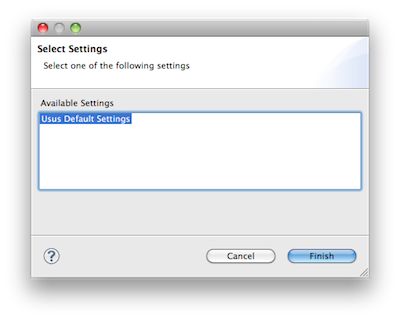 Select Settings
Select one of the following settings
Available Settings
Usus Default Settings
?
Cancel
Finish